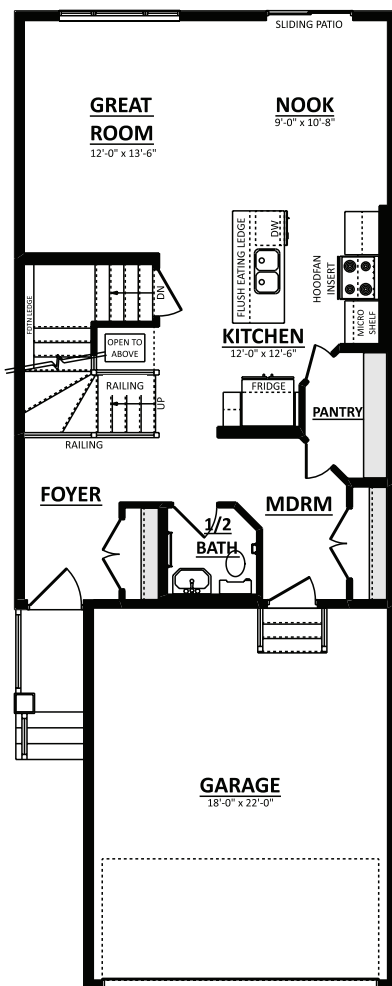 SLIDING PATIO
GREAT
ROOM
12'-0" x 13'-6"
NOOK
9'-0" x 10'-8"
FLUSH EATING LEDGE
DW
HOODFAN
INSERT
MICRO
SHELF
FDTN LEDGE
DN
OPEN TO
ABOVE
KITCHEN
12'-0" x 12'-6"
FRIDGE
RAILING
UP
RAILING
PANTRY
FOYER
MDRM
1/2
BATH
GARAGE
18'-0" x 22'-0"